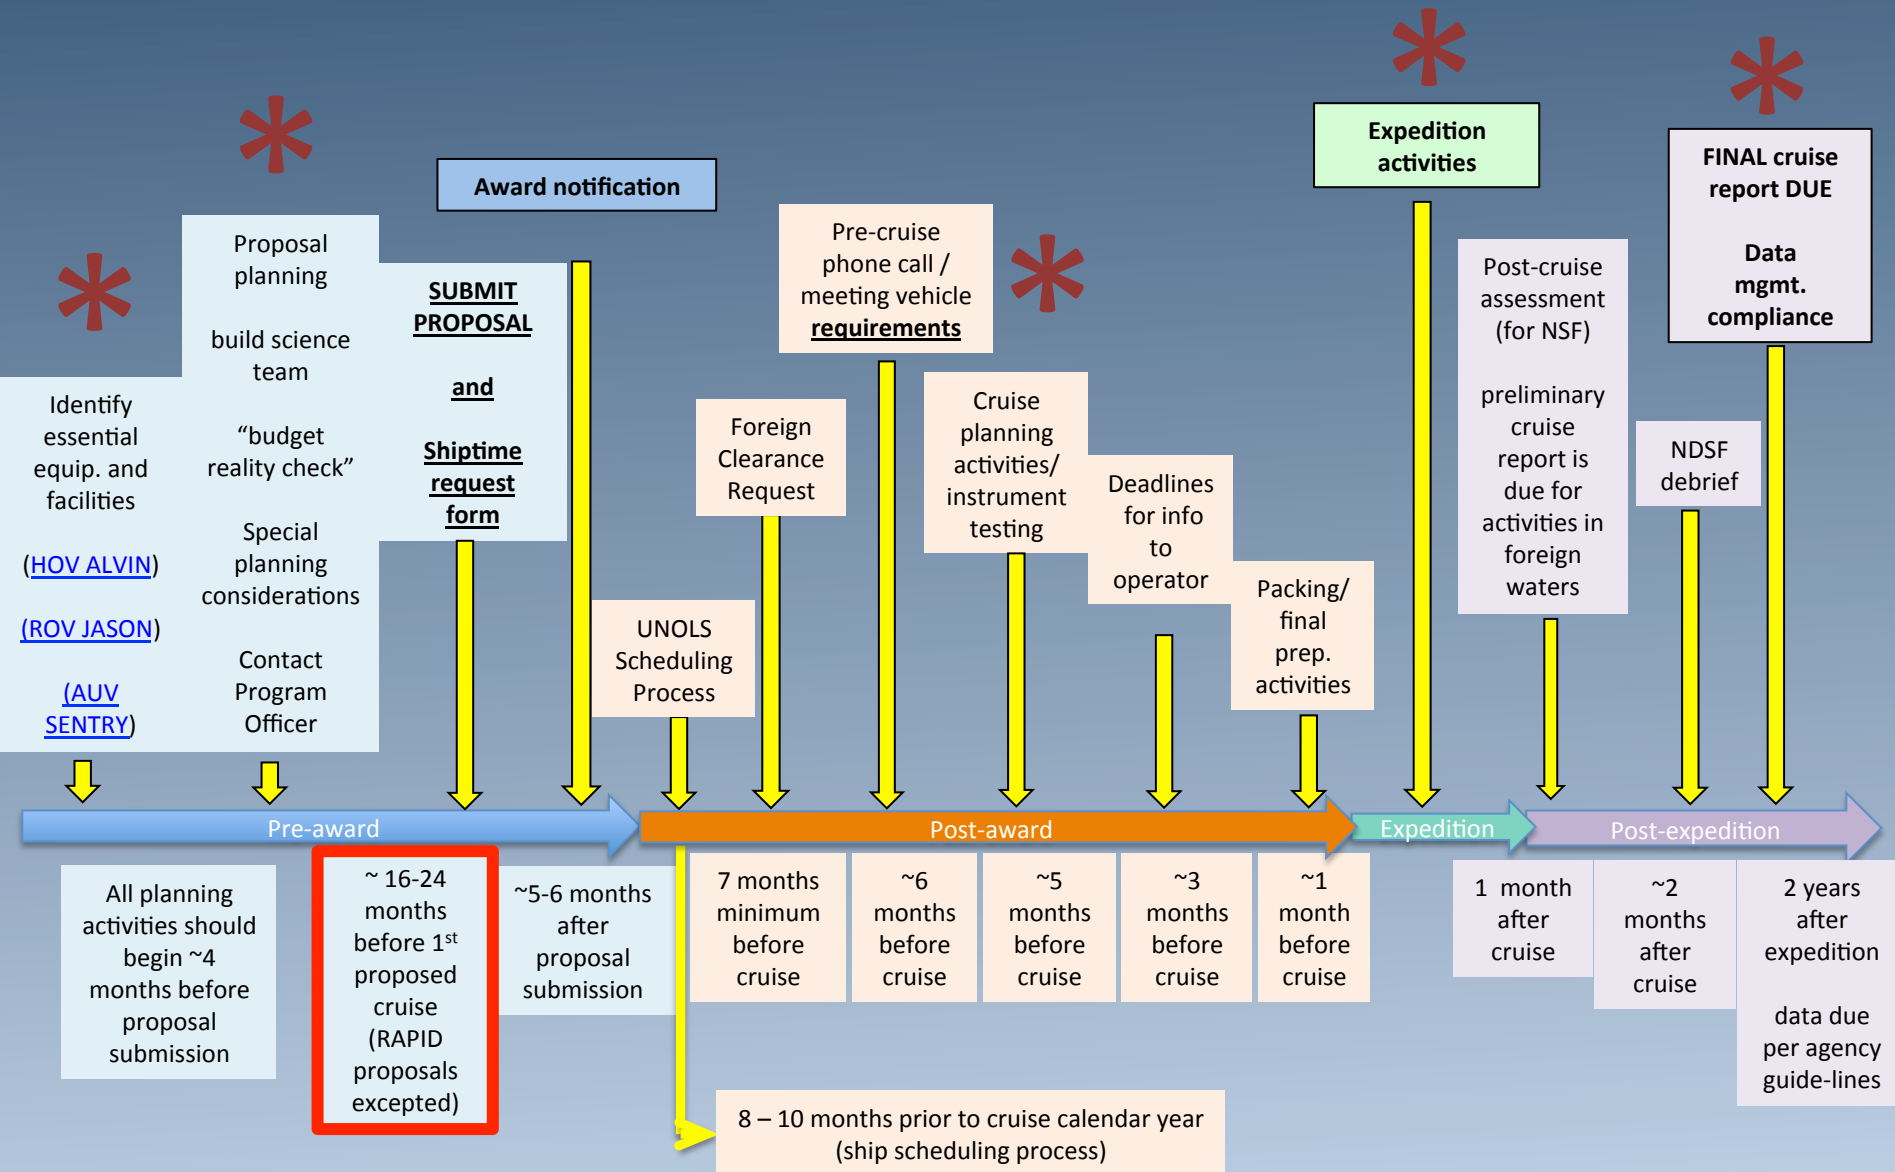 Identify
essential
equip. and
facilities
(HOV ALVIN)
(ROV JASON)
(AUV
SENTRY)
Proposal
planning
build science
team
“budget
reality check”
Special
planning
considerations
Contact
Program
Officer
SUBMIT
PROPOSAL
and
Shiptime
request
form
Award notification
UNOLS
Scheduling
Process
Foreign
Clearance
Request
Pre-cruise
phone call /
meeting vehicle
requirements
Cruise
planning
activities/
instrument
testing
Deadlines
for info
to
operator
Packing/
final
prep.
activities
Expedition
activities
Post-cruise
assessment
(for NSF)
preliminary
cruise
report is
due for
activities in
foreign
waters
NDSF
debrief
FINAL cruise
report DUE
Data
mgmt.
compliance
Pre-award
Post-award
Expedition
Post-expedition
All planning
activities should
begin ~4
months before
proposal
submission
~ 16-24
months
before 1st
proposed
cruise
(RAPID
proposals
excepted)
~5-6 months
after
proposal
submission
7 months
minimum
before
cruise
~6
months
before
cruise
~5
months
before
cruise
~3
months
before
cruise
~1
month
before
cruise
1 month
after
cruise
~2
months
after
cruise
2 years
after
expedition
data due
per agency
guide-lines
8 – 10 months prior to cruise calendar year
(ship scheduling process)